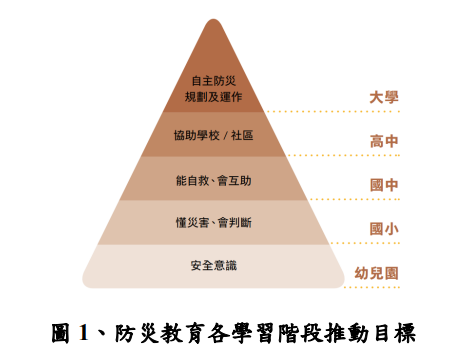 自主防災
規劃及運作
大學
協助學校 / 社區
高中
能自救、會互助
國中
懂災害、會判斷
國小
安全意識
幼兒園
圖 1、防災教育各學習階段推動目標